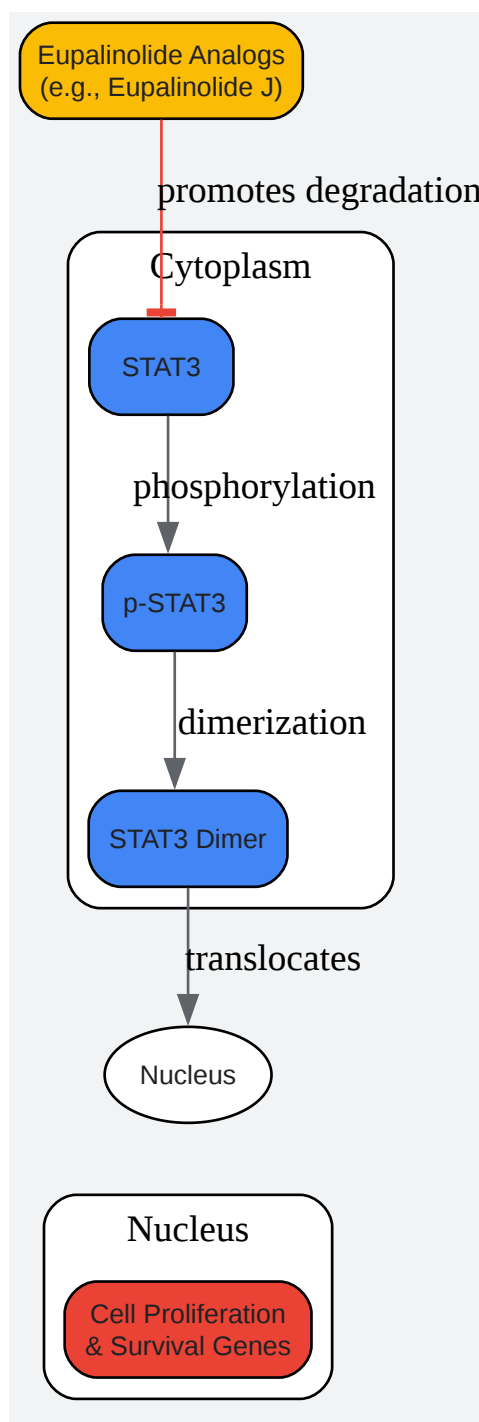 Eupalinolide Analogs
(e.g., Eupalinolide J)
promotes degradation
Cytoplasm
STAT3
phosphorylation
p-STAT3
dimerization
STAT3 Dimer
translocates
Nucleus
Nucleus
Cell Proliferation
& Survival Genes